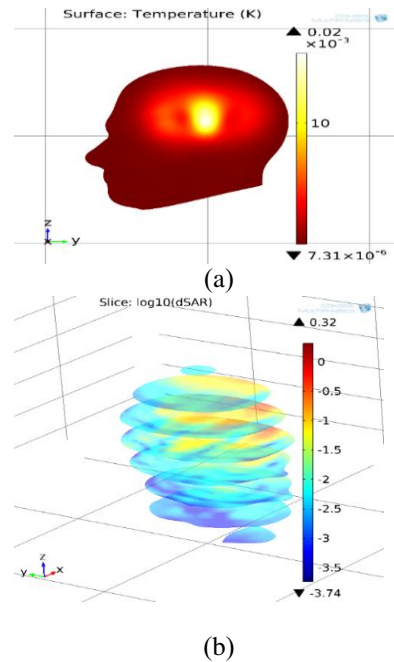 Surface: Temperature (K)
▲ 0.02
×10⁻³
10
▼ 7.31×10⁻⁶
z
x y
(a)
Slice: log10(dSAR)
▲ 0.32
0
-0.5
-1
-1.5
-2
-2.5
-3
-3.5
▼ -3.74
z
y x
(b)